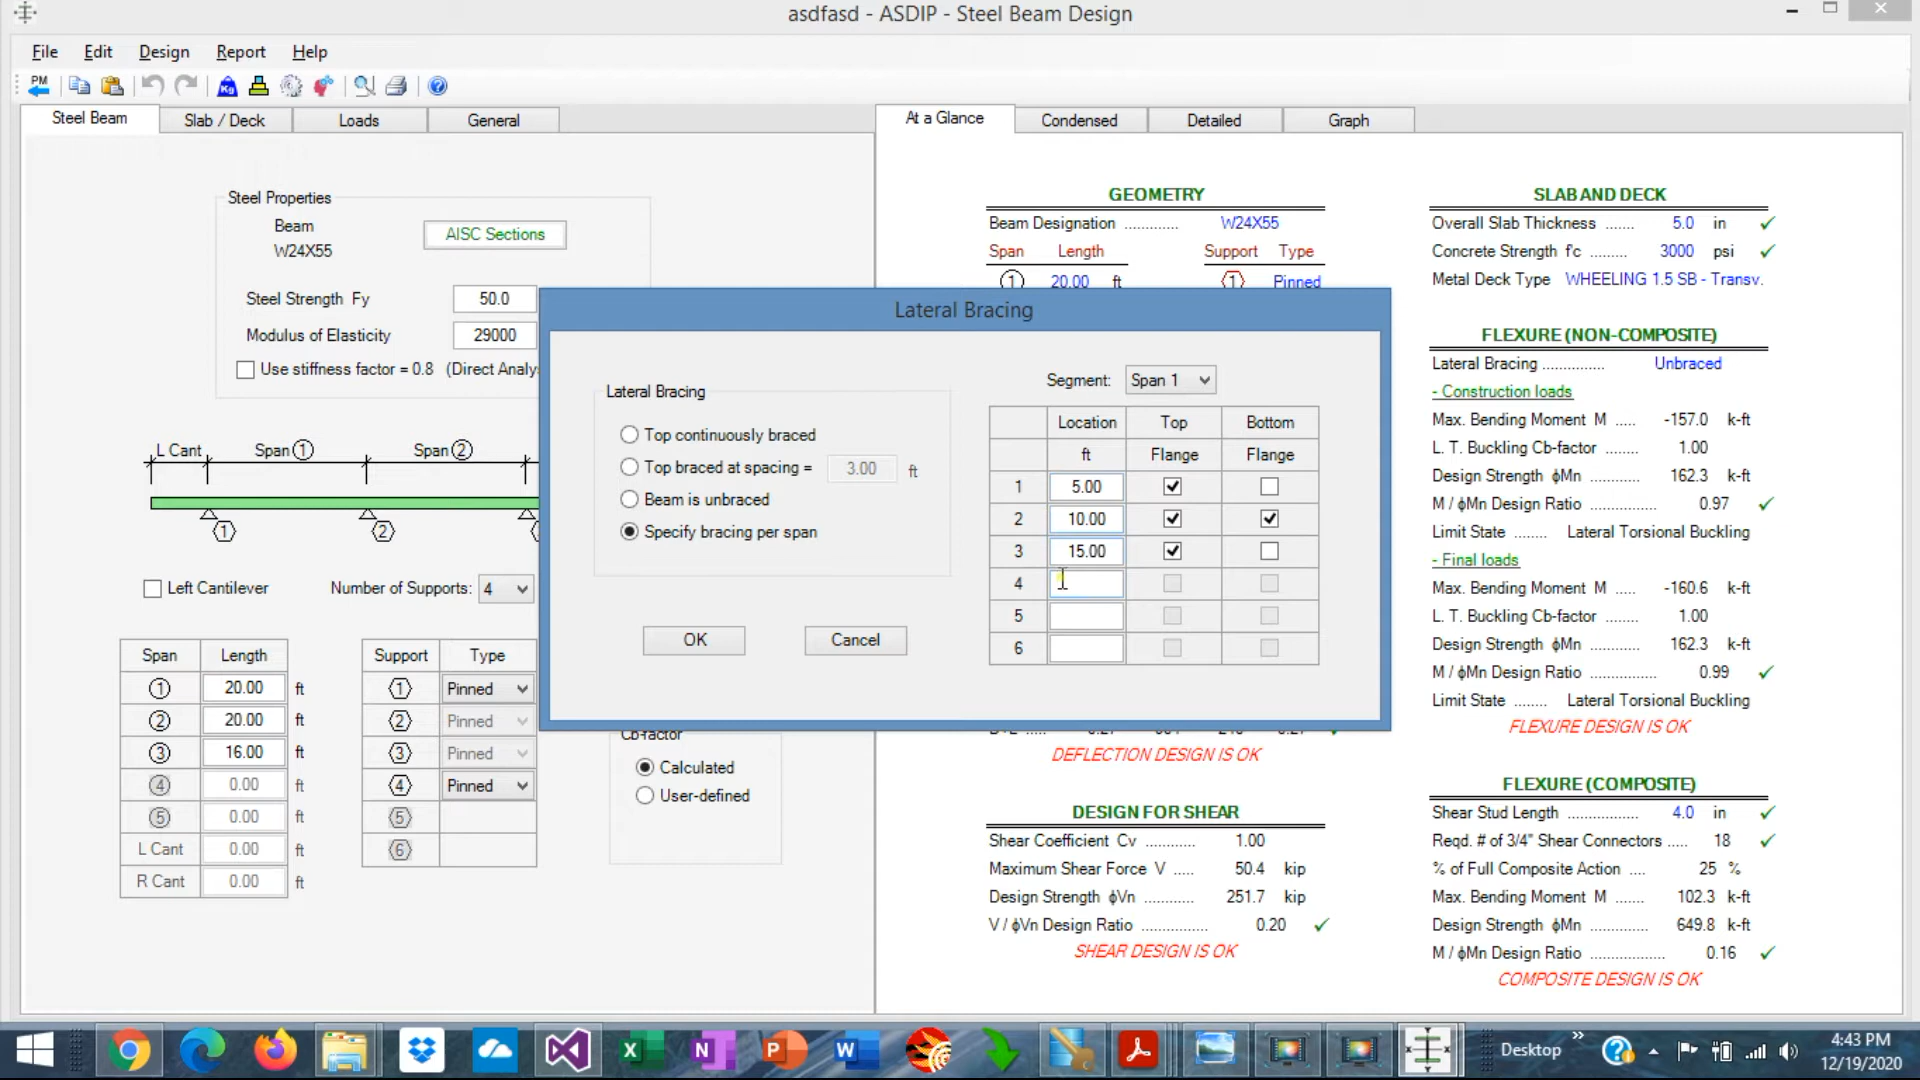 asdfasd - ASDIP - Steel Beam Design
File Edit Design Report Help
PM
Steel Beam Slab / Deck Loads General
At a Glance Condensed Detailed Graph
Steel Properties
Beam
W24X55
AISC Sections
Steel Strength Fy 50.0
Modulus of Elasticity 29000
Use stiffness factor = 0.8 (Direct Analy
L Cant Span 1 Span 2
1 2
Left Cantilever Number of Supports: 4
Span Length
1 20.00 ft
2 20.00 ft
3 16.00 ft
4 0.00 ft
5 0.00 ft
L Cant 0.00 ft
R Cant 0.00 ft
Support Type
1 Pinned
2 Pinned
3 Pinned
4 Pinned
5
6
Cb-factor
Calculated
User-defined
Lateral Bracing
Lateral Bracing
Top continuously braced
Top braced at spacing = 3.00 ft
Beam is unbraced
Specify bracing per span
OK Cancel
Segment: Span 1
Location Top Bottom
ft Flange Flange
1 5.00
2 10.00
3 15.00
4
5
6
GEOMETRY
Beam Designation ............ W24X55
Span Length Support Type
1 20.00 ft 1 Pinned
DEFLECTION DESIGN IS OK
DESIGN FOR SHEAR
Shear Coefficient Cv ........... 1.00
Maximum Shear Force V ..... 50.4 kip
Design Strength ϕVn ........... 251.7 kip
V / ϕVn Design Ratio ................ 0.20
SHEAR DESIGN IS OK
SLAB AND DECK
Overall Slab Thickness ....... 5.0 in
Concrete Strength f'c ......... 3000 psi
Metal Deck Type WHEELING 1.5 SB - Transv.
FLEXURE (NON-COMPOSITE)
Lateral Bracing .............. Unbraced
- Construction loads
Max. Bending Moment M ..... -157.0 k-ft
L. T. Buckling Cb-factor ...... 1.00
Design Strength ϕMn ........... 162.3 k-ft
M / ϕMn Design Ratio ................ 0.97
Limit State ........ Lateral Torsional Buckling
- Final loads
Max. Bending Moment M ..... -160.6 k-ft
L. T. Buckling Cb-factor ...... 1.00
Design Strength ϕMn ........... 162.3 k-ft
M / ϕMn Design Ratio ................ 0.99
Limit State ........ Lateral Torsional Buckling
FLEXURE DESIGN IS OK
FLEXURE (COMPOSITE)
Shear Stud Length ................ 4.0 in
Reqd. # of 3/4" Shear Connectors ..... 18
% of Full Composite Action .... 25 %
Max. Bending Moment M ....... 102.3 k-ft
Design Strength ϕMn ............ 649.8 k-ft
M / ϕMn Design Ratio ................. 0.16
COMPOSITE DESIGN IS OK
Desktop
4:43 PM
12/19/2020